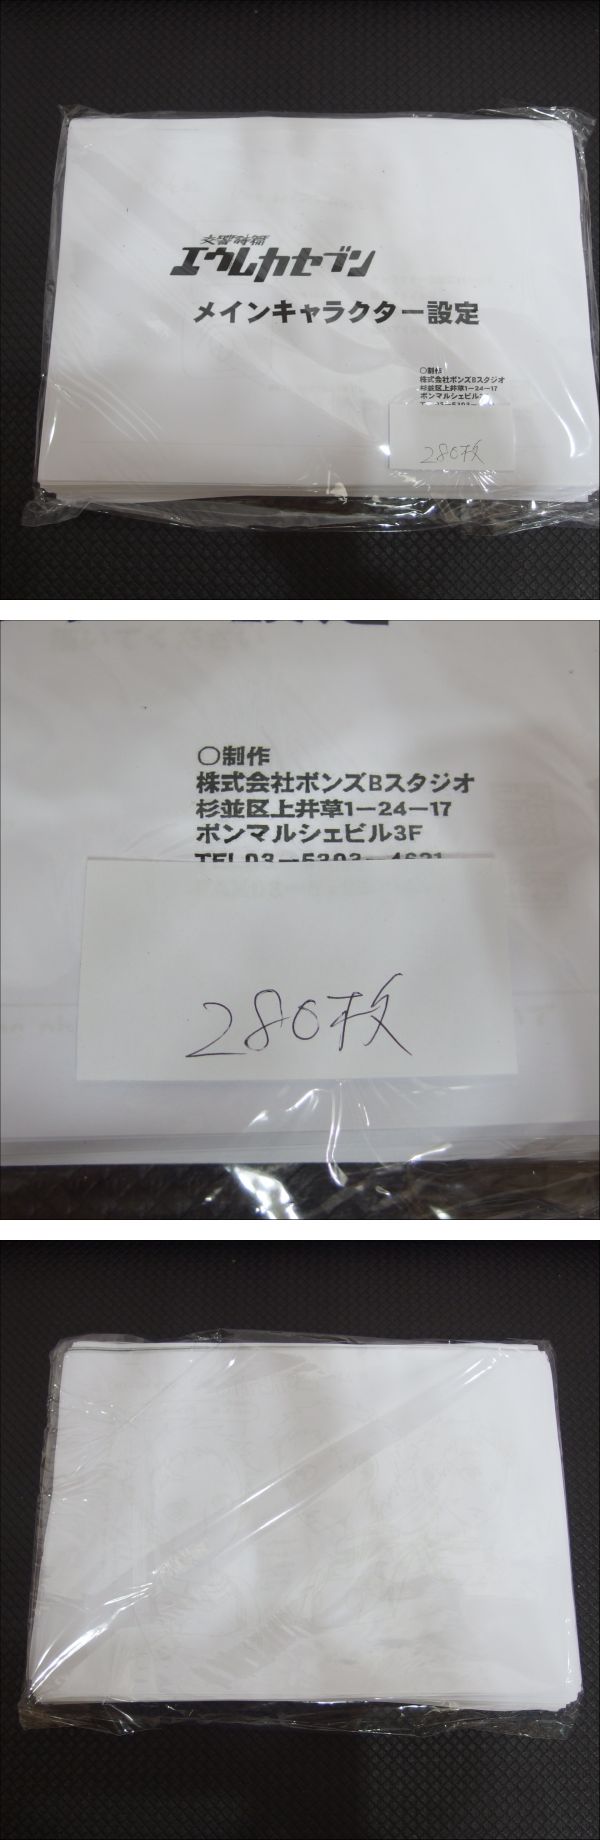 交響詩篇
エウレカセブン
メインキャラクター設定
〇制作
株式会社ボンズBスタジオ
杉並区上井草1-24-17
ボンマルシェビル3
280枚
〇制作
株式会社ボンズBスタジオ
杉並区上井草1-24-17
ボンマルシェビル3F
TEL03-5303-4621
280枚